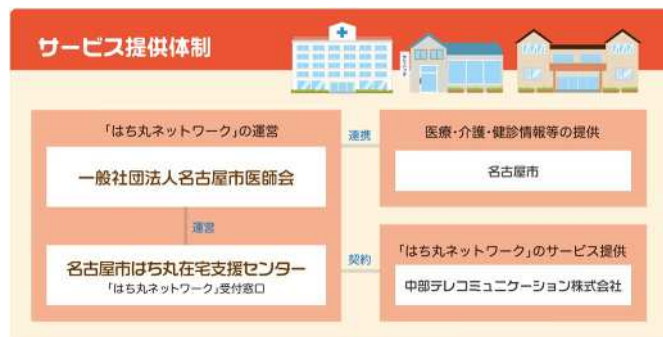 サービス提供体制
「はち丸ネットワーク」の運営
一般社団法人名古屋市医師会
運営
名古屋市はち丸在宅支援センター
「はち丸ネットワーク」受付窓口
連携
医療・介護・健診情報等の提供
名古屋市
契約
「はち丸ネットワーク」のサービス提供
中部テレコミュニケーション株式会社